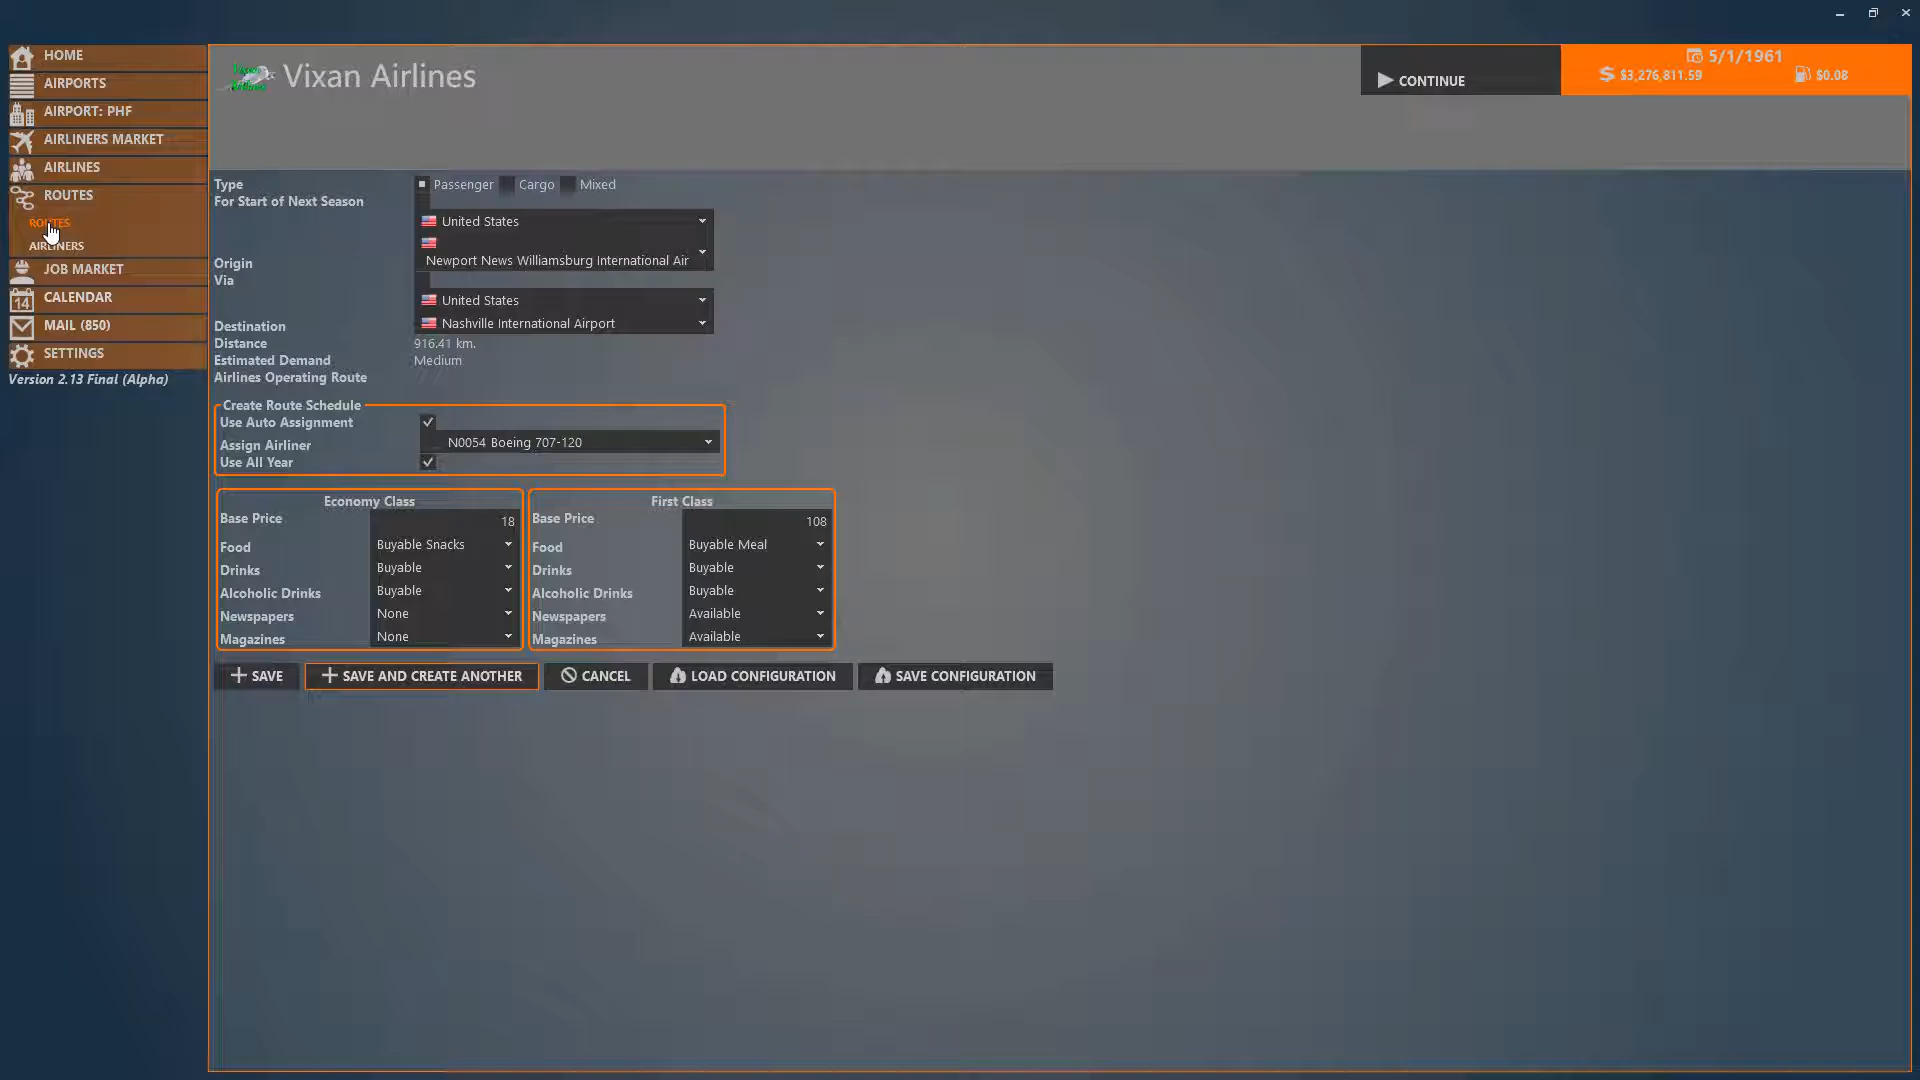 HOME
AIRPORTS
AIRPORT: PHF
AIRLINERS MARKET
AIRLINES
ROUTES
ROUTES
AIRLINERS
JOB MARKET
14 CALENDAR
MAIL (850)
SETTINGS
Version 2.13 Final (Alpha)
Vixan Airlines Vixan Airlines
CONTINUE
5/1/1961
$3,276,811.59 $0.08
Type Passenger Cargo Mixed
For Start of Next Season
United States
Newport News Williamsburg International Air
Origin
Via
United States
Nashville International Airport
Destination
Distance 916.41 km.
Estimated Demand Medium
Airlines Operating Route
Create Route Schedule
Use Auto Assignment
Assign Airliner N0054 Boeing 707-120
Use All Year
Economy Class
Base Price 18
Food Buyable Snacks
Drinks Buyable
Alcoholic Drinks Buyable
Newspapers None
Magazines None
First Class
Base Price 108
Food Buyable Meal
Drinks Buyable
Alcoholic Drinks Buyable
Newspapers Available
Magazines Available
SAVE SAVE AND CREATE ANOTHER CANCEL LOAD CONFIGURATION SAVE CONFIGURATION